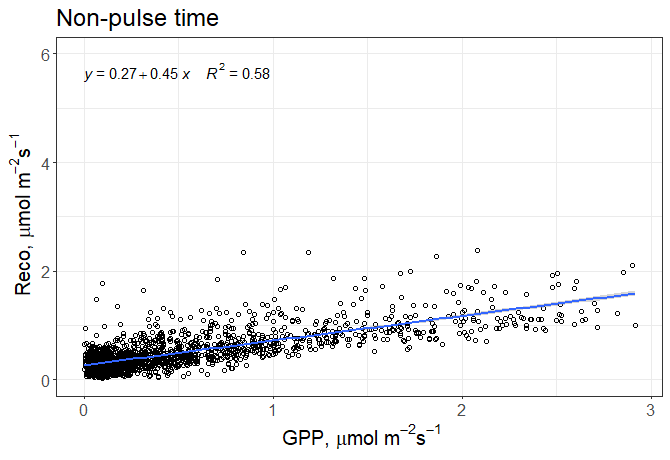 Non-pulse time
y = 0.27 + 0.45 x R² = 0.58
6
4
2
0
Reco, μmol m⁻²s⁻¹
0 1 2 3
GPP, μmol m⁻²s⁻¹